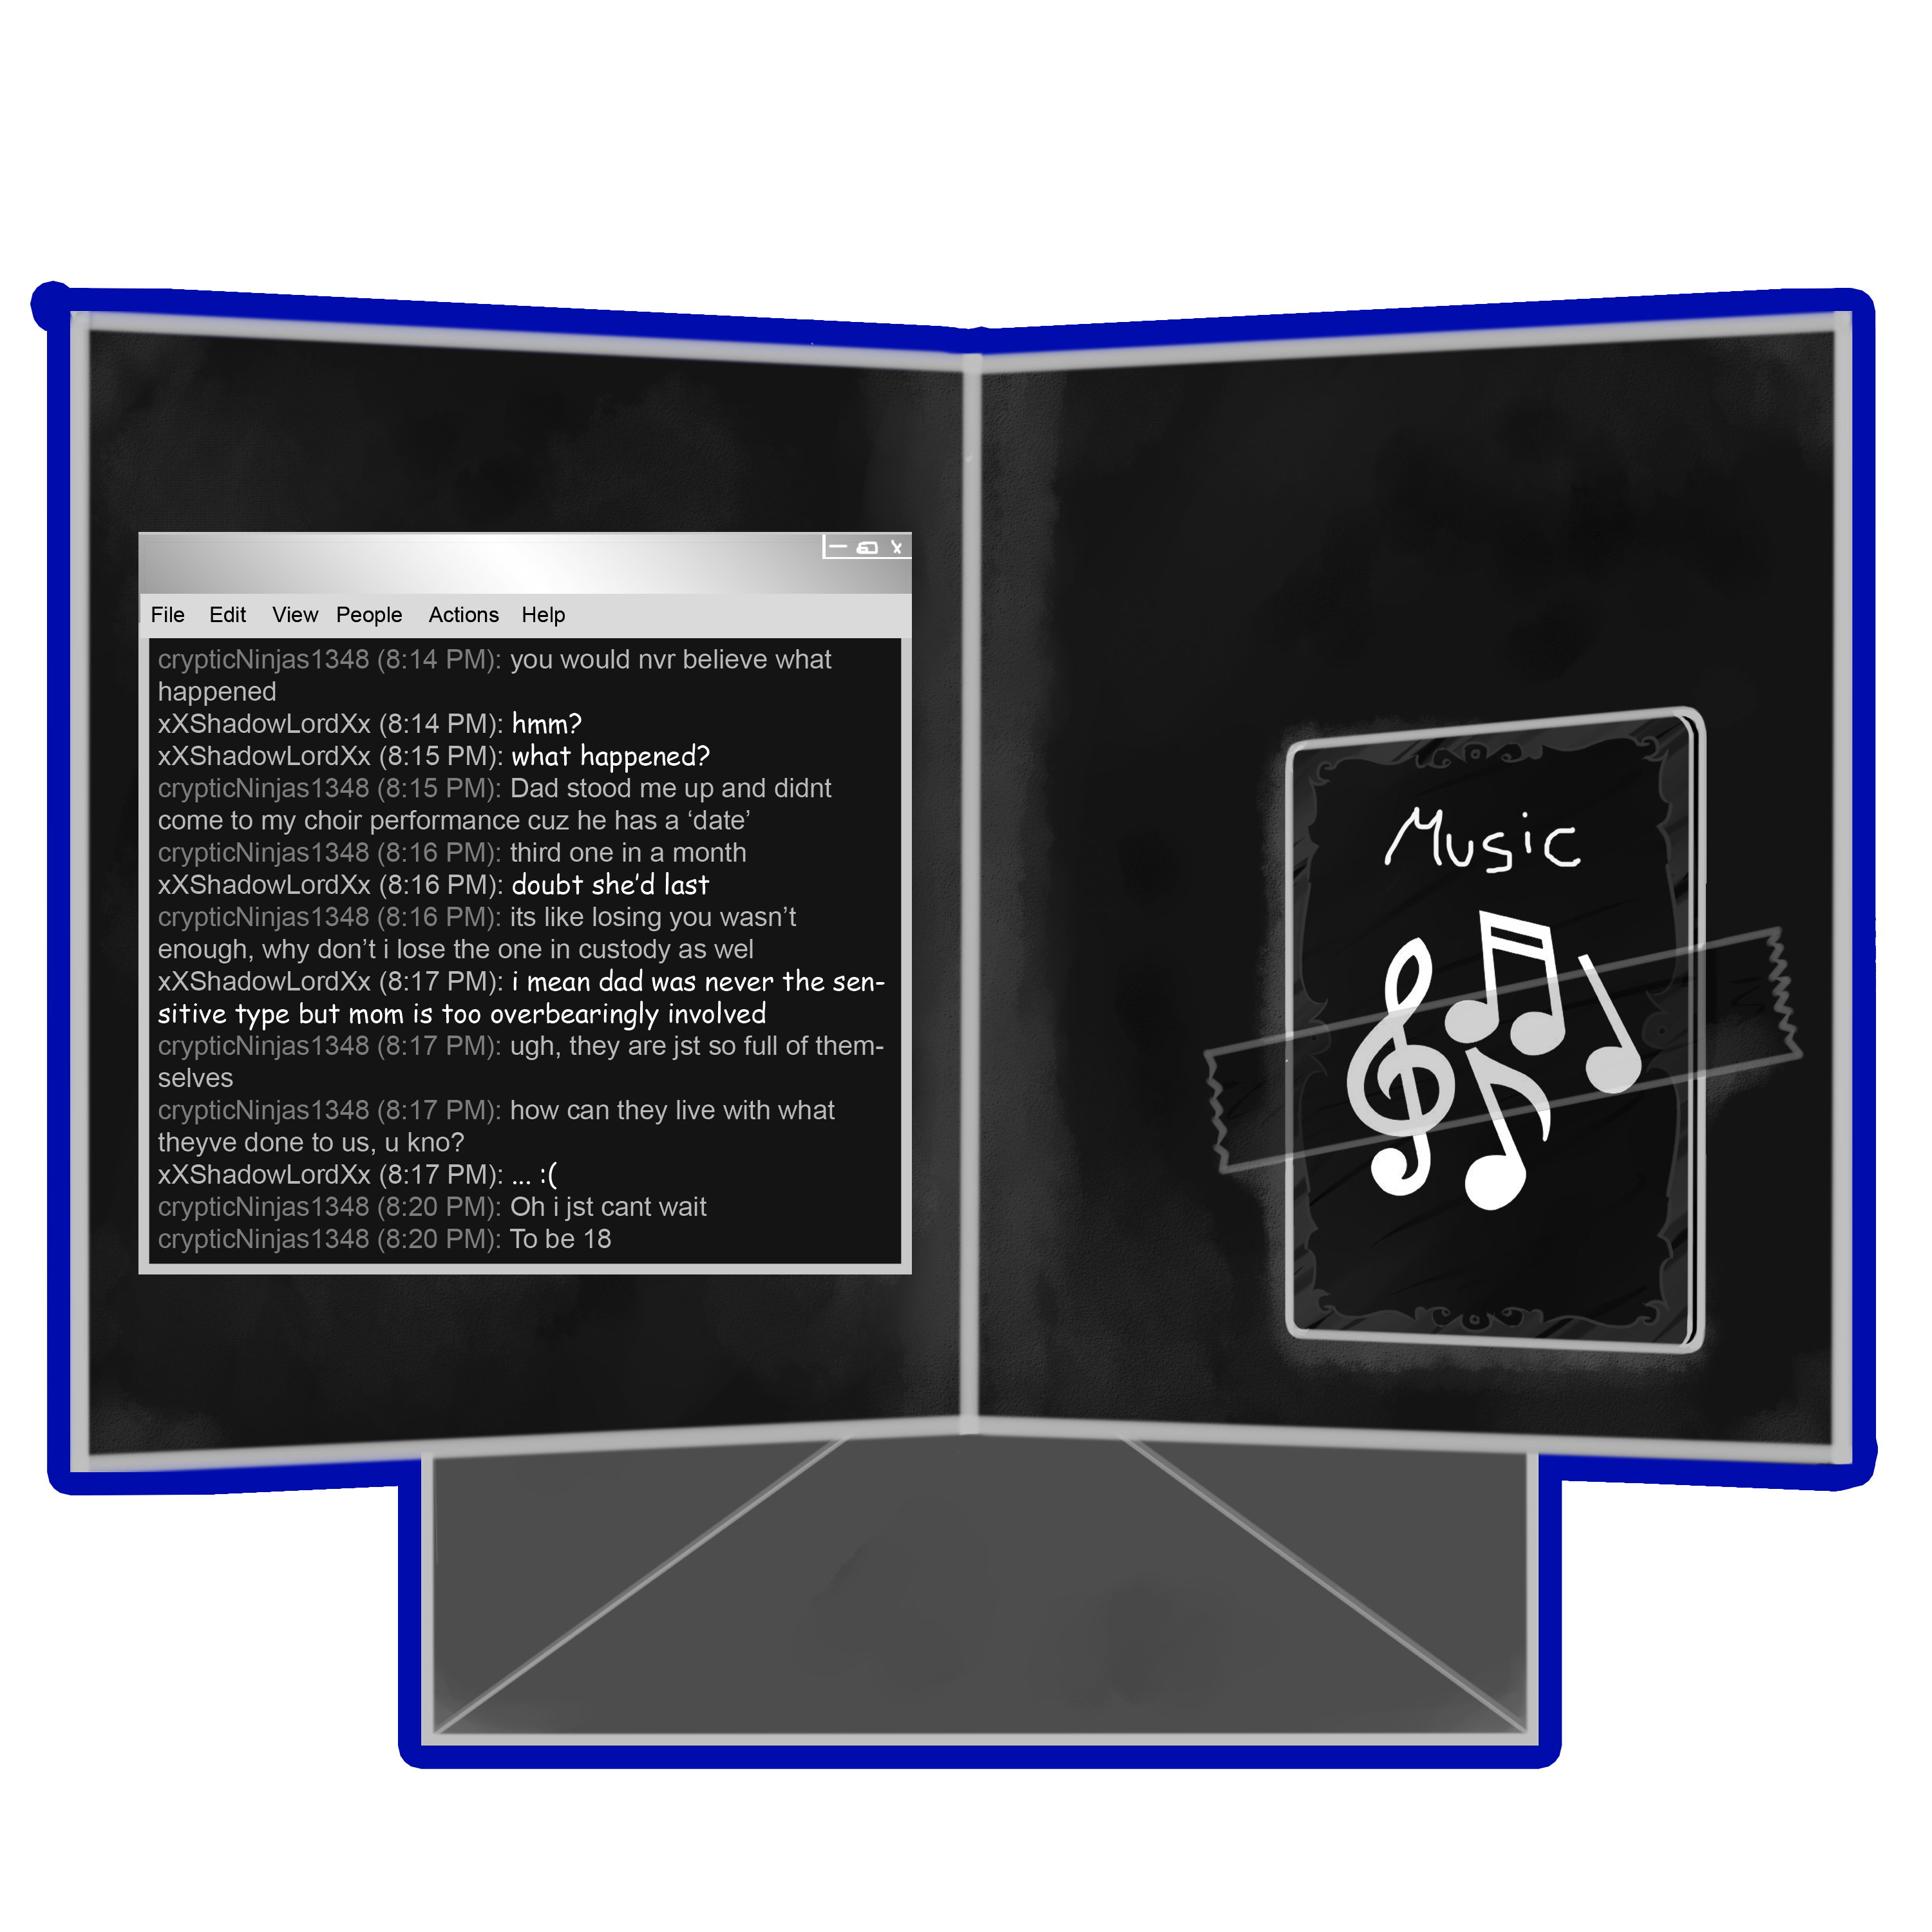 File Edit View People Actions Help
crypticNinjas1348 (8:14 PM): you would nvr believe what
happened
xXShadowLordXx (8:14 PM): hmm?
xXShadowLordXx (8:15 PM): what happened?
crypticNinjas1348 (8:15 PM): Dad stood me up and didnt
come to my choir performance cuz he has a ‘date’
crypticNinjas1348 (8:16 PM): third one in a month
xXShadowLordXx (8:16 PM): doubt she’d last
crypticNinjas1348 (8:16 PM): its like losing you wasn’t
enough, why don’t i lose the one in custody as wel
xXShadowLordXx (8:17 PM): i mean dad was never the sen-
sitive type but mom is too overbearingly involved
crypticNinjas1348 (8:17 PM): ugh, they are jst so full of them-
selves
crypticNinjas1348 (8:17 PM): how can they live with what
theyve done to us, u kno?
xXShadowLordXx (8:17 PM): ... :(
crypticNinjas1348 (8:20 PM): Oh i jst cant wait
crypticNinjas1348 (8:20 PM): To be 18
Music